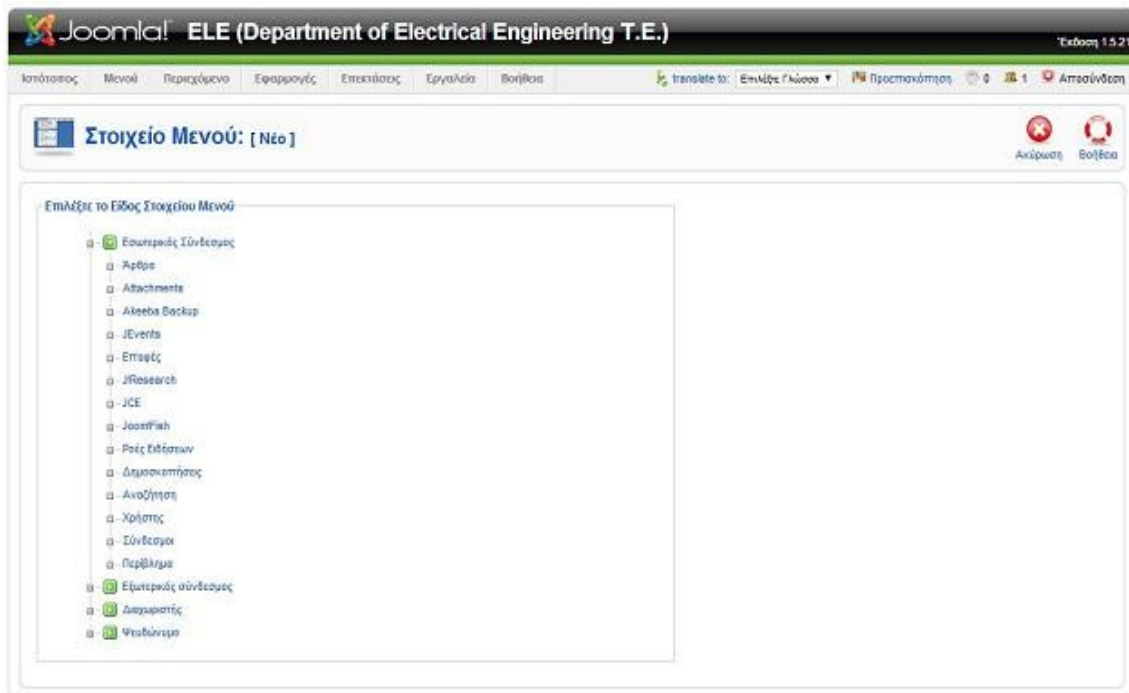 Joomla! ELE (Department of Electrical Engineering T.E.)
Έκδοση 1.5.21
Ιστότοπος Μενού Περιεχόμενο Εφαρμογές Επεκτάσεις Εργαλεία Βοήθεια translate to: Επιλέξτε Γλώσσα Προεπισκόπηση 0 1 Αποσύνδεση
Στοιχείο Μενού: [ Νέο ]
Ακύρωση Βοήθεια
Επιλέξτε το Είδος Στοιχείου Μενού
Εσωτερικός Σύνδεσμος
Άρθρα
Attachments
Akeeba Backup
JEvents
Επαφές
J!Research
JCE
JoomFish
Ροές Ειδήσεων
Δημοσκοπήσεις
Αναζήτηση
Χρήστης
Σύνδεσμοι
Περίβλημα
Εξωτερικός σύνδεσμος
Διαχωριστής
Ψευδώνυμο